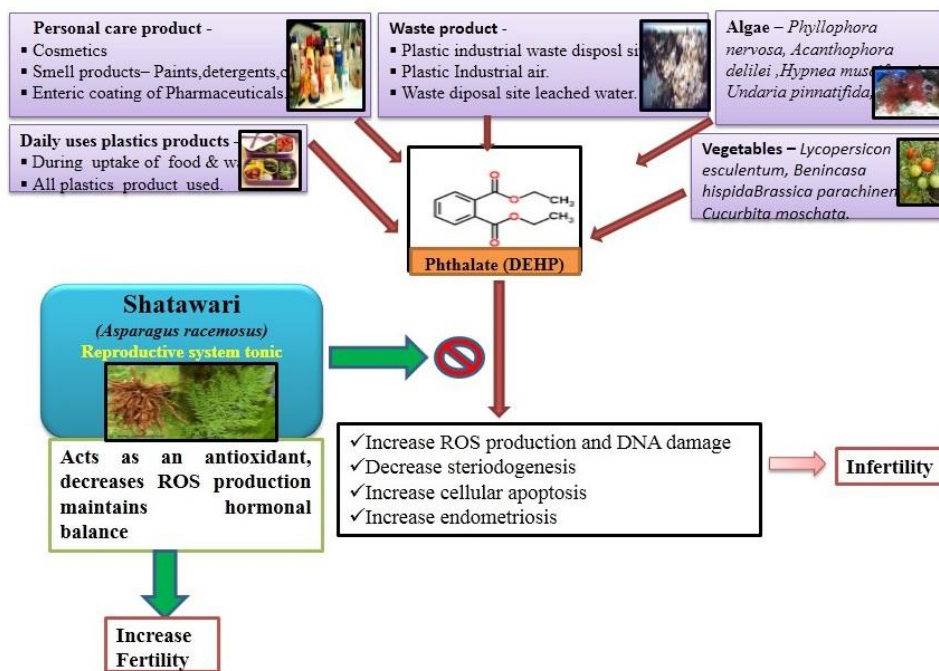 Personal care product -
▪ Cosmetics
▪ Smell products– Paints,detergents,
▪ Enteric coating of Pharmaceuticals.
Daily uses plastics products -
▪ During uptake of food &
▪ All plastics product used.
Waste product -
▪ Plastic industrial waste disposl
▪ Plastic Industrial air.
▪ Waste diposal site leached water.
Algae – Phyllophora
nervosa, Acanthophora
delilei ,Hypnea
Undaria pinnatifida,
Vegetables – Lycopersicon
esculentum, Benincasa
hispidaBrassica
Cucurbita moschata.
O
O
CH3
O
CH3
O
Phthalate (DEHP)
Shatawari
(Asparagus racemosus)
Reproductive system tonic
Acts as an antioxidant,
decreases ROS production
maintains hormonal
balance
Increase
Fertility
✓Increase ROS production and DNA damage
✓Decrease steriodogenesis
✓Increase cellular apoptosis
✓Increase endometriosis
Infertility